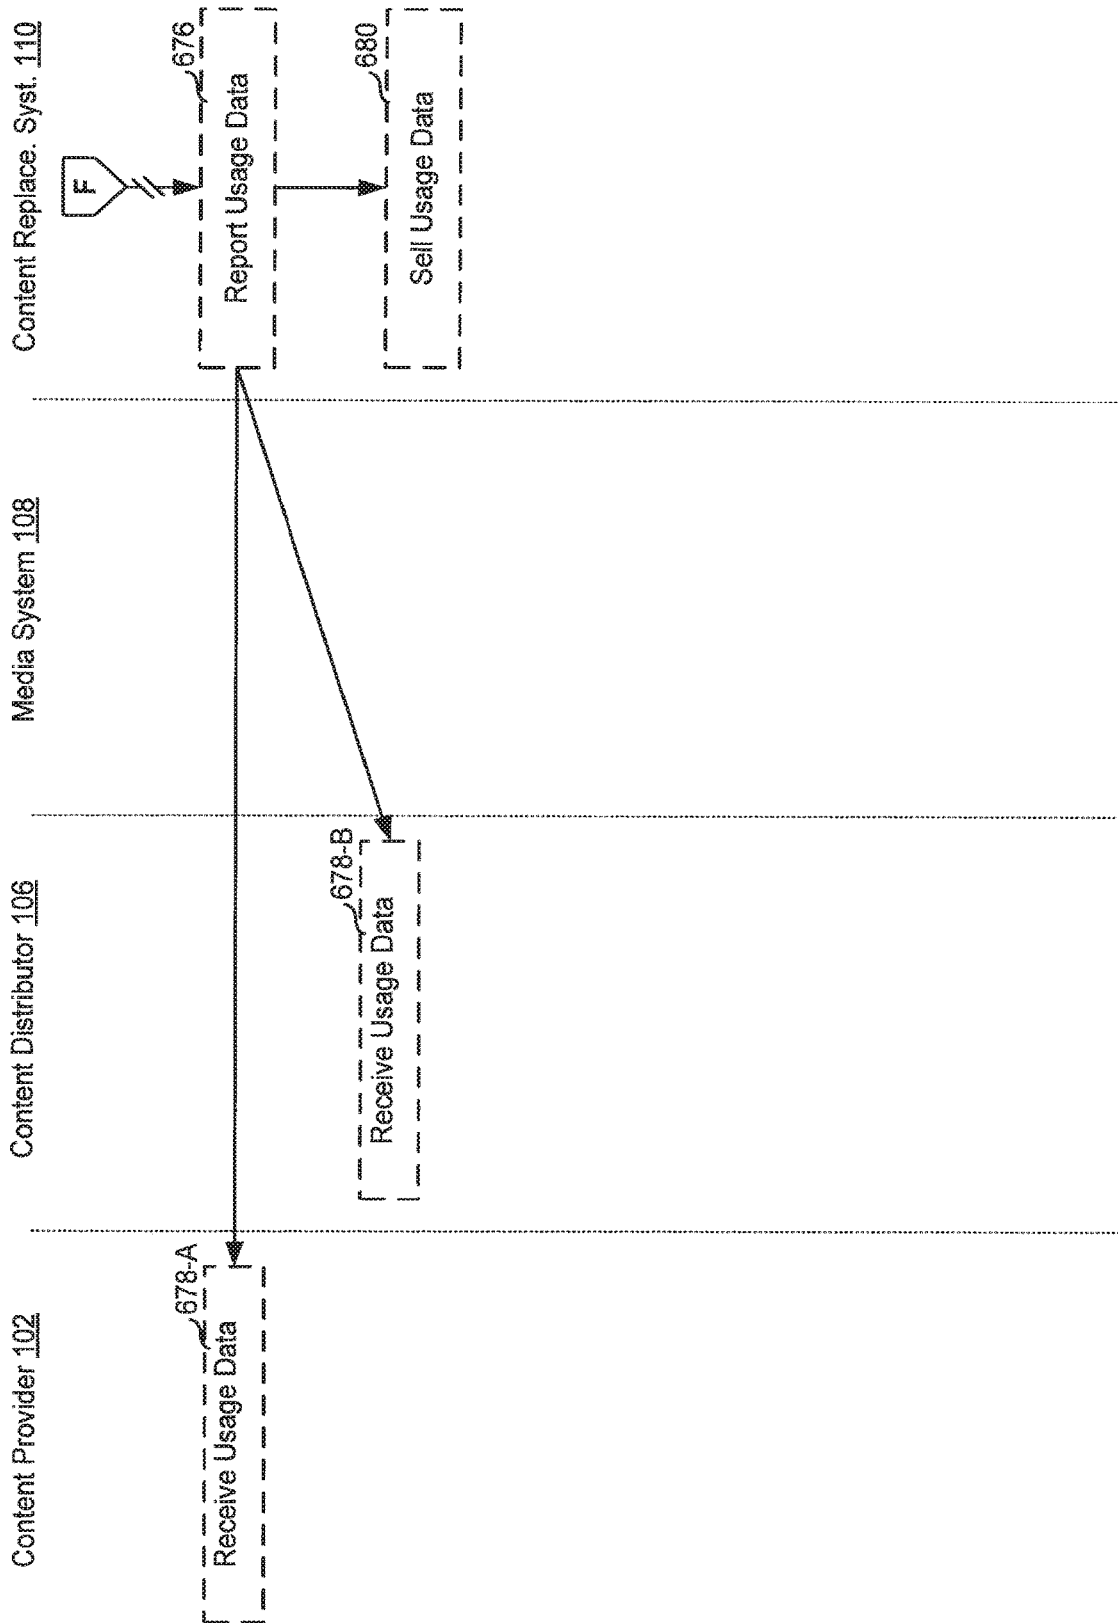 Content Provider 102
Content Distributor 106
Media System 108
Content Replace. Syst. 110
F
676
Report Usage Data
678-A
Receive Usage Data
678-B
Receive Usage Data
680
Sell Usage Data